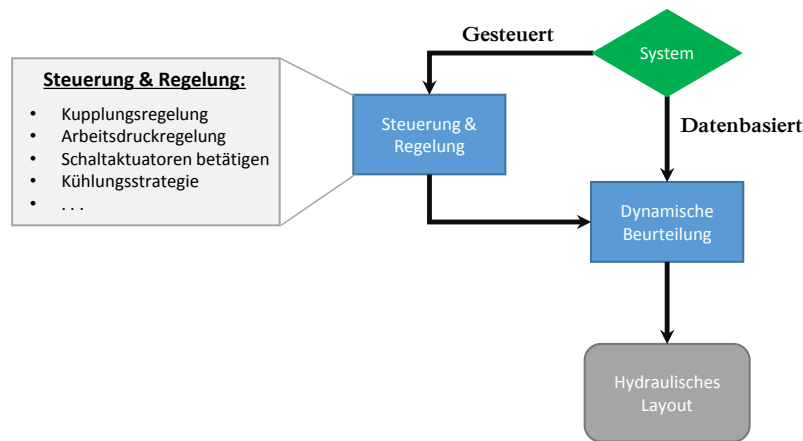 Gesteuert
System
Steuerung & Regelung:
• Kupplungsregelung
• Arbeitsdruckregelung
• Schaltaktuatoren betätigen
• Kühlungsstrategie
• . . .
Steuerung &
Regelung
Datenbasiert
Dynamische
Beurteilung
Hydraulisches
Layout